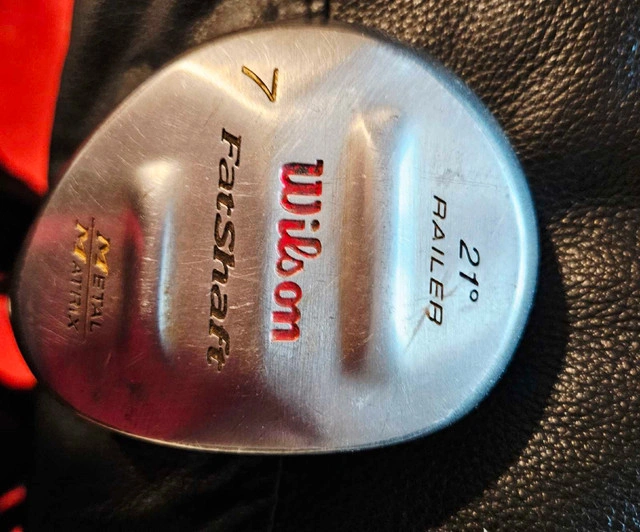 7
FatShaft
Wilson
21°
RAILER
METAL
MATRIX